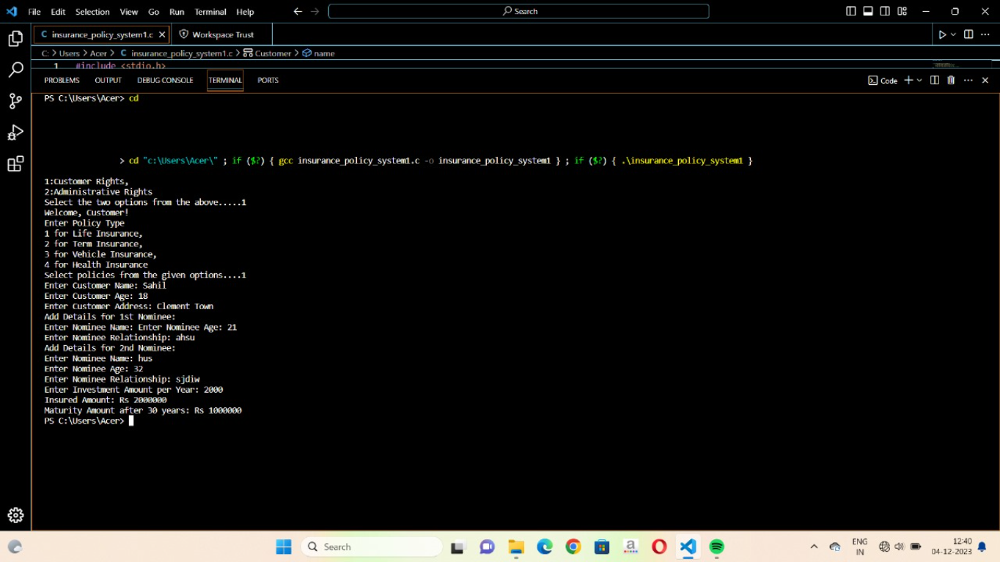 File Edit Selection View Go Run Terminal Help
Search
insurance_policy_system1.c
Workspace Trust
C: > Users > Acer > C insurance_policy_system1.c > Customer > name
1 #include <stdio.h>
PROBLEMS OUTPUT DEBUG CONSOLE TERMINAL PORTS
Code
PS C:\Users\Acer> cd
> cd "c:\Users\Acer\" ; if ($?) { gcc insurance_policy_system1.c -o insurance_policy_system1 } ; if ($?) { .\insurance_policy_system1 }
1:Customer Rights,
2:Administrative Rights
Select the two options from the above.....1
Welcome, Customer!
Enter Policy Type
1 for Life Insurance,
2 for Term Insurance,
3 for Vehicle Insurance,
4 for Health Insurance
Select policies from the given options....1
Enter Customer Name: Sahil
Enter Customer Age: 18
Enter Customer Address: Clement Town
Add Details for 1st Nominee:
Enter Nominee Name: Enter Nominee Age: 21
Enter Nominee Relationship: ahsu
Add Details for 2nd Nominee:
Enter Nominee Name: hus
Enter Nominee Age: 32
Enter Nominee Relationship: sjdiw
Enter Investment Amount per Year: 2000
Insured Amount: Rs 2000000
Maturity Amount after 30 years: Rs 1000000
PS C:\Users\Acer>
Search
ENG
IN
12:40
04-12-2023